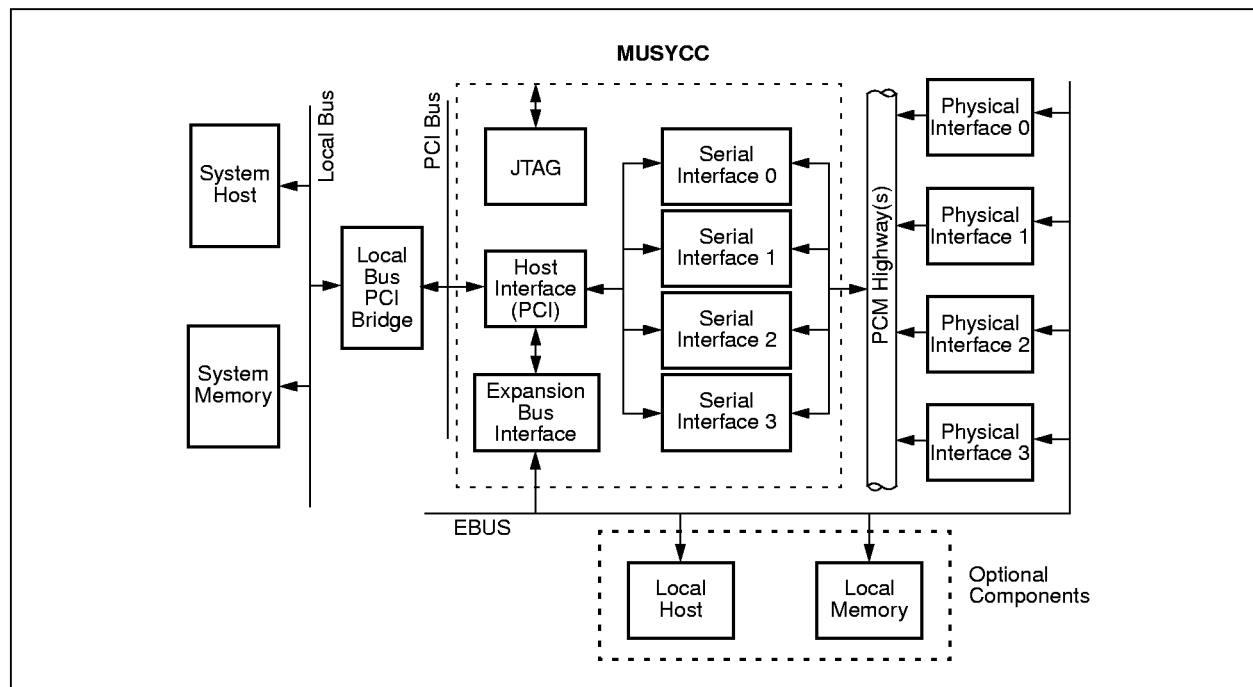 MUSYCC
Local Bus
PCI Bus
System
Host
System
Memory
Local
Bus
PCI
Bridge
JTAG
Host
Interface
(PCI)
Expansion
Bus
Interface
Serial
Interface 0
Serial
Interface 1
Serial
Interface 2
Serial
Interface 3
PCM Highway(s)
Physical
Interface 0
Physical
Interface 1
Physical
Interface 2
Physical
Interface 3
EBUS
Local
Host
Local
Memory
Optional
Components